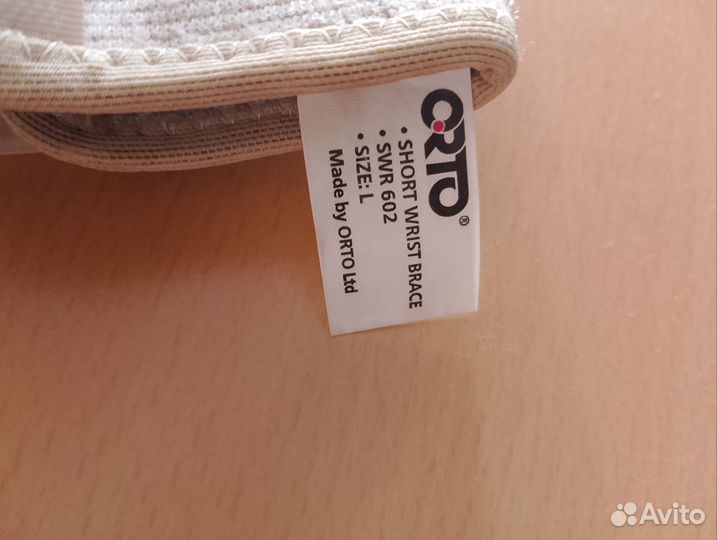 ORTO®
• SHORT WRIST BRACE
• SWR 602
• SIZE: L
Made by ORTO Ltd
Avito